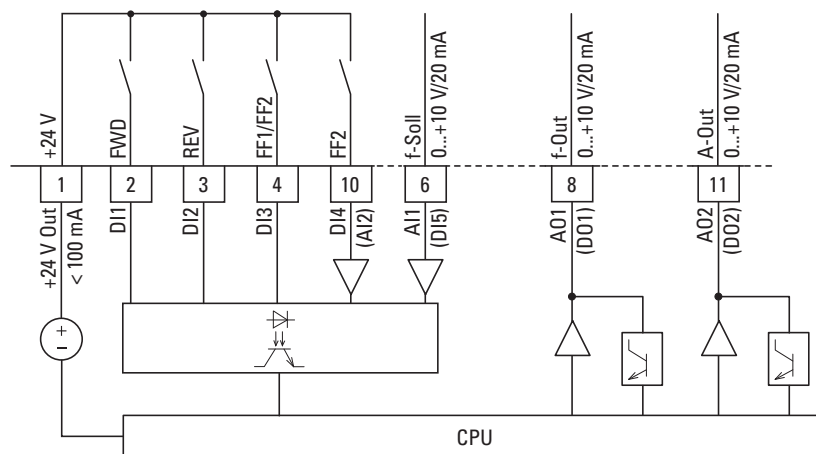 +24 V
FWD
REV
FF1/FF2
FF2
f-Soll
0...+10 V/20 mA
f-Out
0...+10 V/20 mA
A-Out
0...+10 V/20 mA
1
2
3
4
10
6
8
11
+24 V Out
< 100 mA
DI1
DI2
DI3
DI4
(AI2)
AI1
(DI5)
AO1
(DO1)
AO2
(DO2)
+
−
CPU